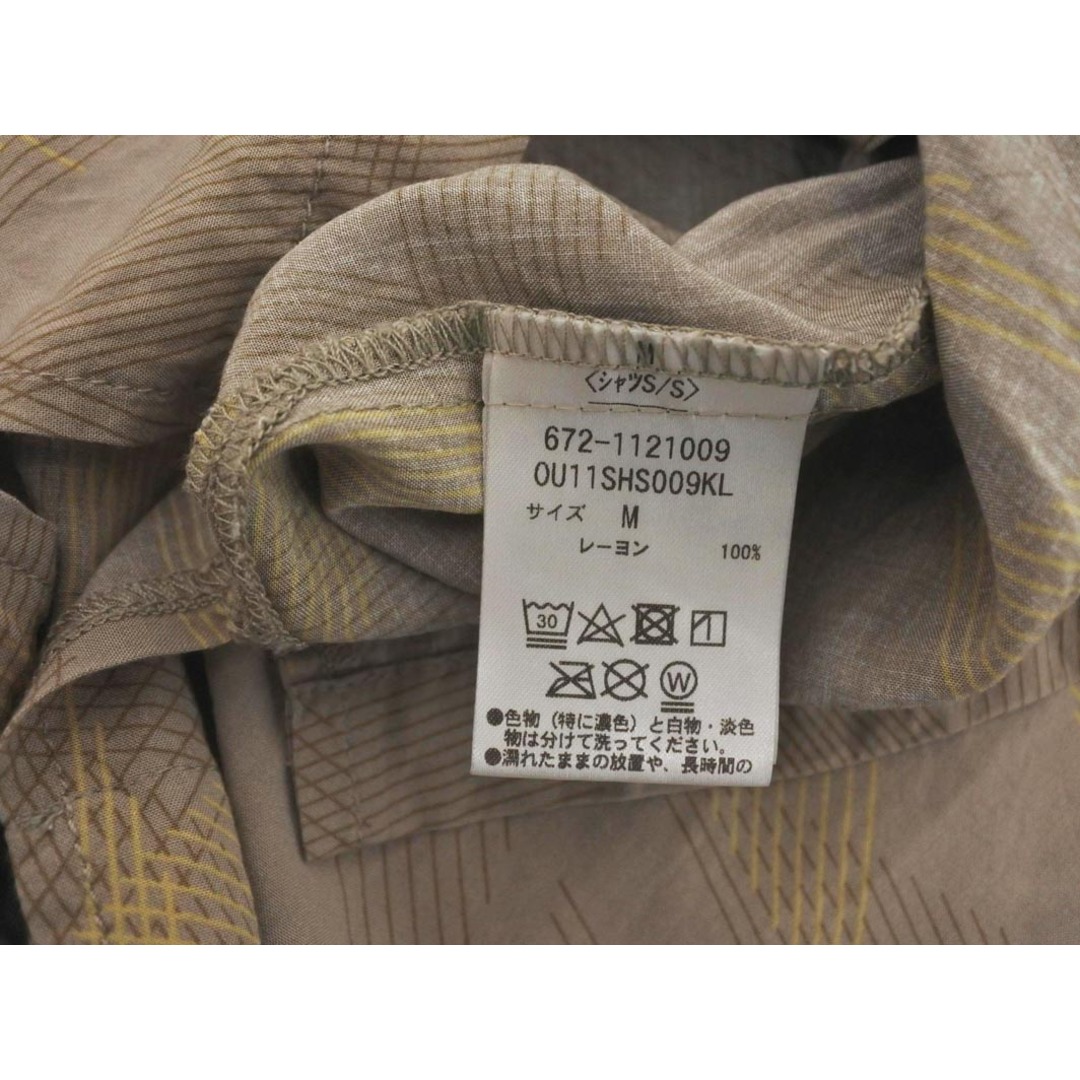 M
〈シャツS/S〉
672-1121009
OU11SHS009KL
サイズ M
レーヨン 100%
30
W
●色物（特に濃色）と白物・淡色
物は分けて洗ってください。
●濡れたままの放置や、長時間の